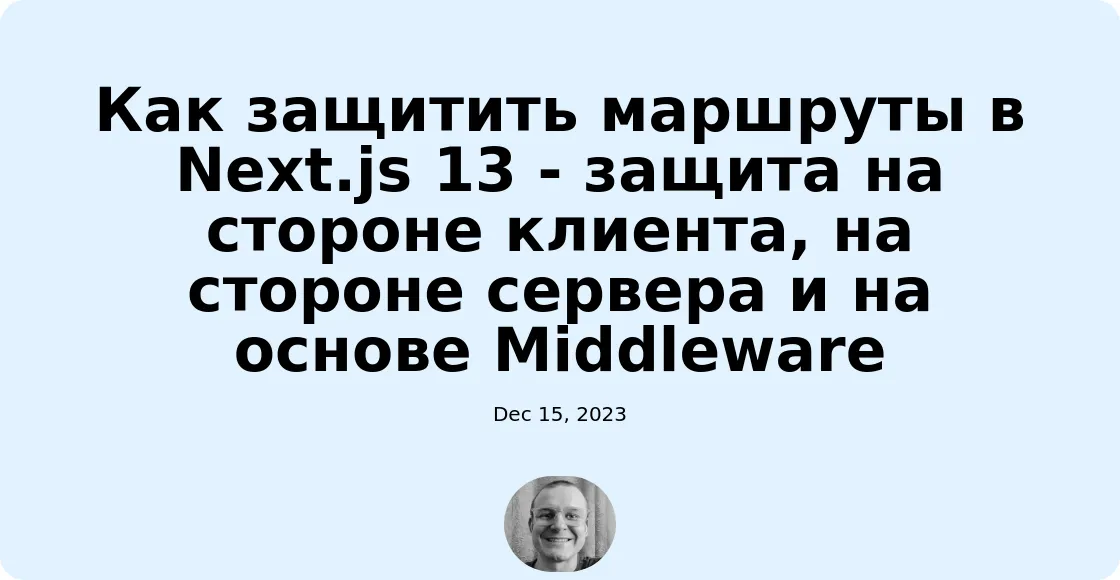 Как защитить маршруты в
Next.js 13 - защита на
стороне клиента, на
стороне сервера и на
основе Middleware
Dec 15, 2023